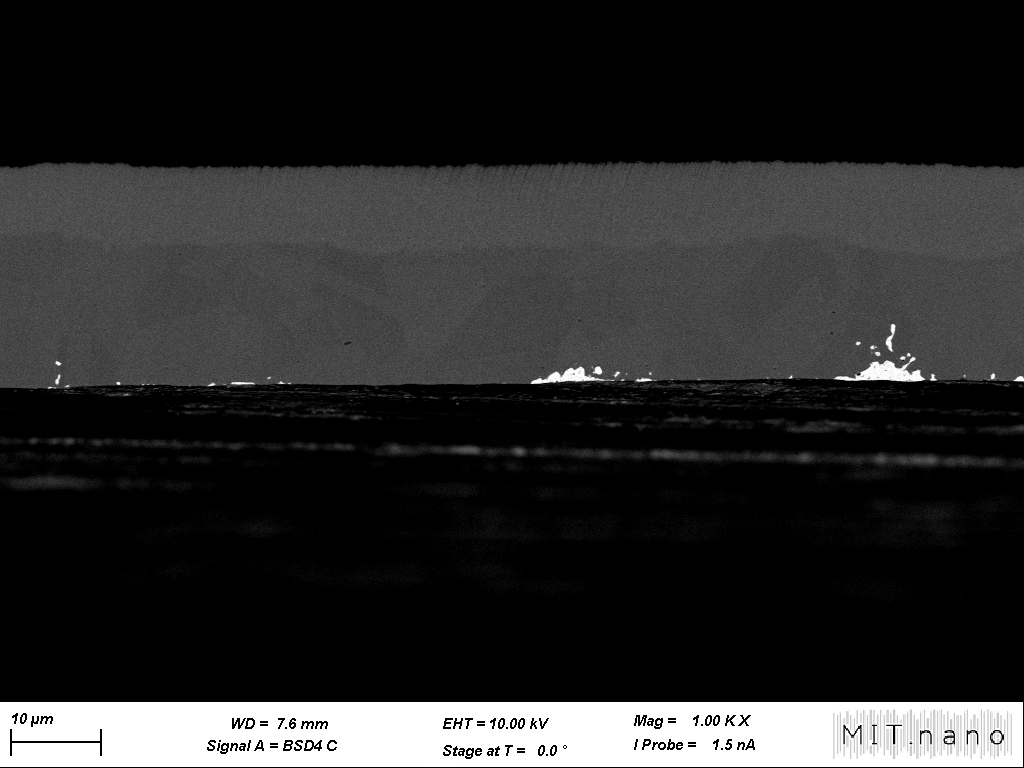 10 µm
WD = 7.6 mm
Signal A = BSD4 C
EHT = 10.00 kV
Stage at T = 0.0 °
Mag = 1.00 K X
I Probe = 1.5 nA
MIT.nano